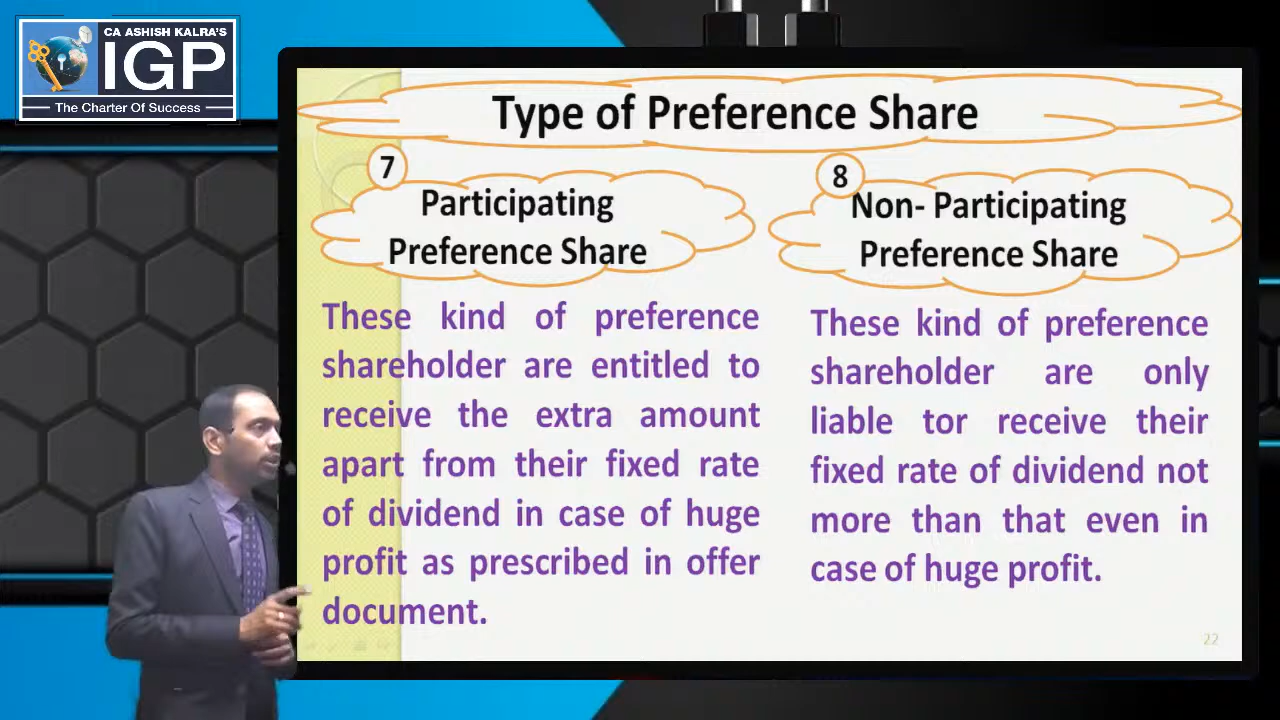 CA ASHISH KALRA'S
IGP
The Charter Of Success
Type of Preference Share
7
Participating
Preference Share
These kind of preference
shareholder are entitled to
receive the extra amount
apart from their fixed rate
of dividend in case of huge
profit as prescribed in offer
document.
8
Non- Participating
Preference Share
These kind of preference
shareholder are only
liable tor receive their
fixed rate of dividend not
more than that even in
case of huge profit.
22